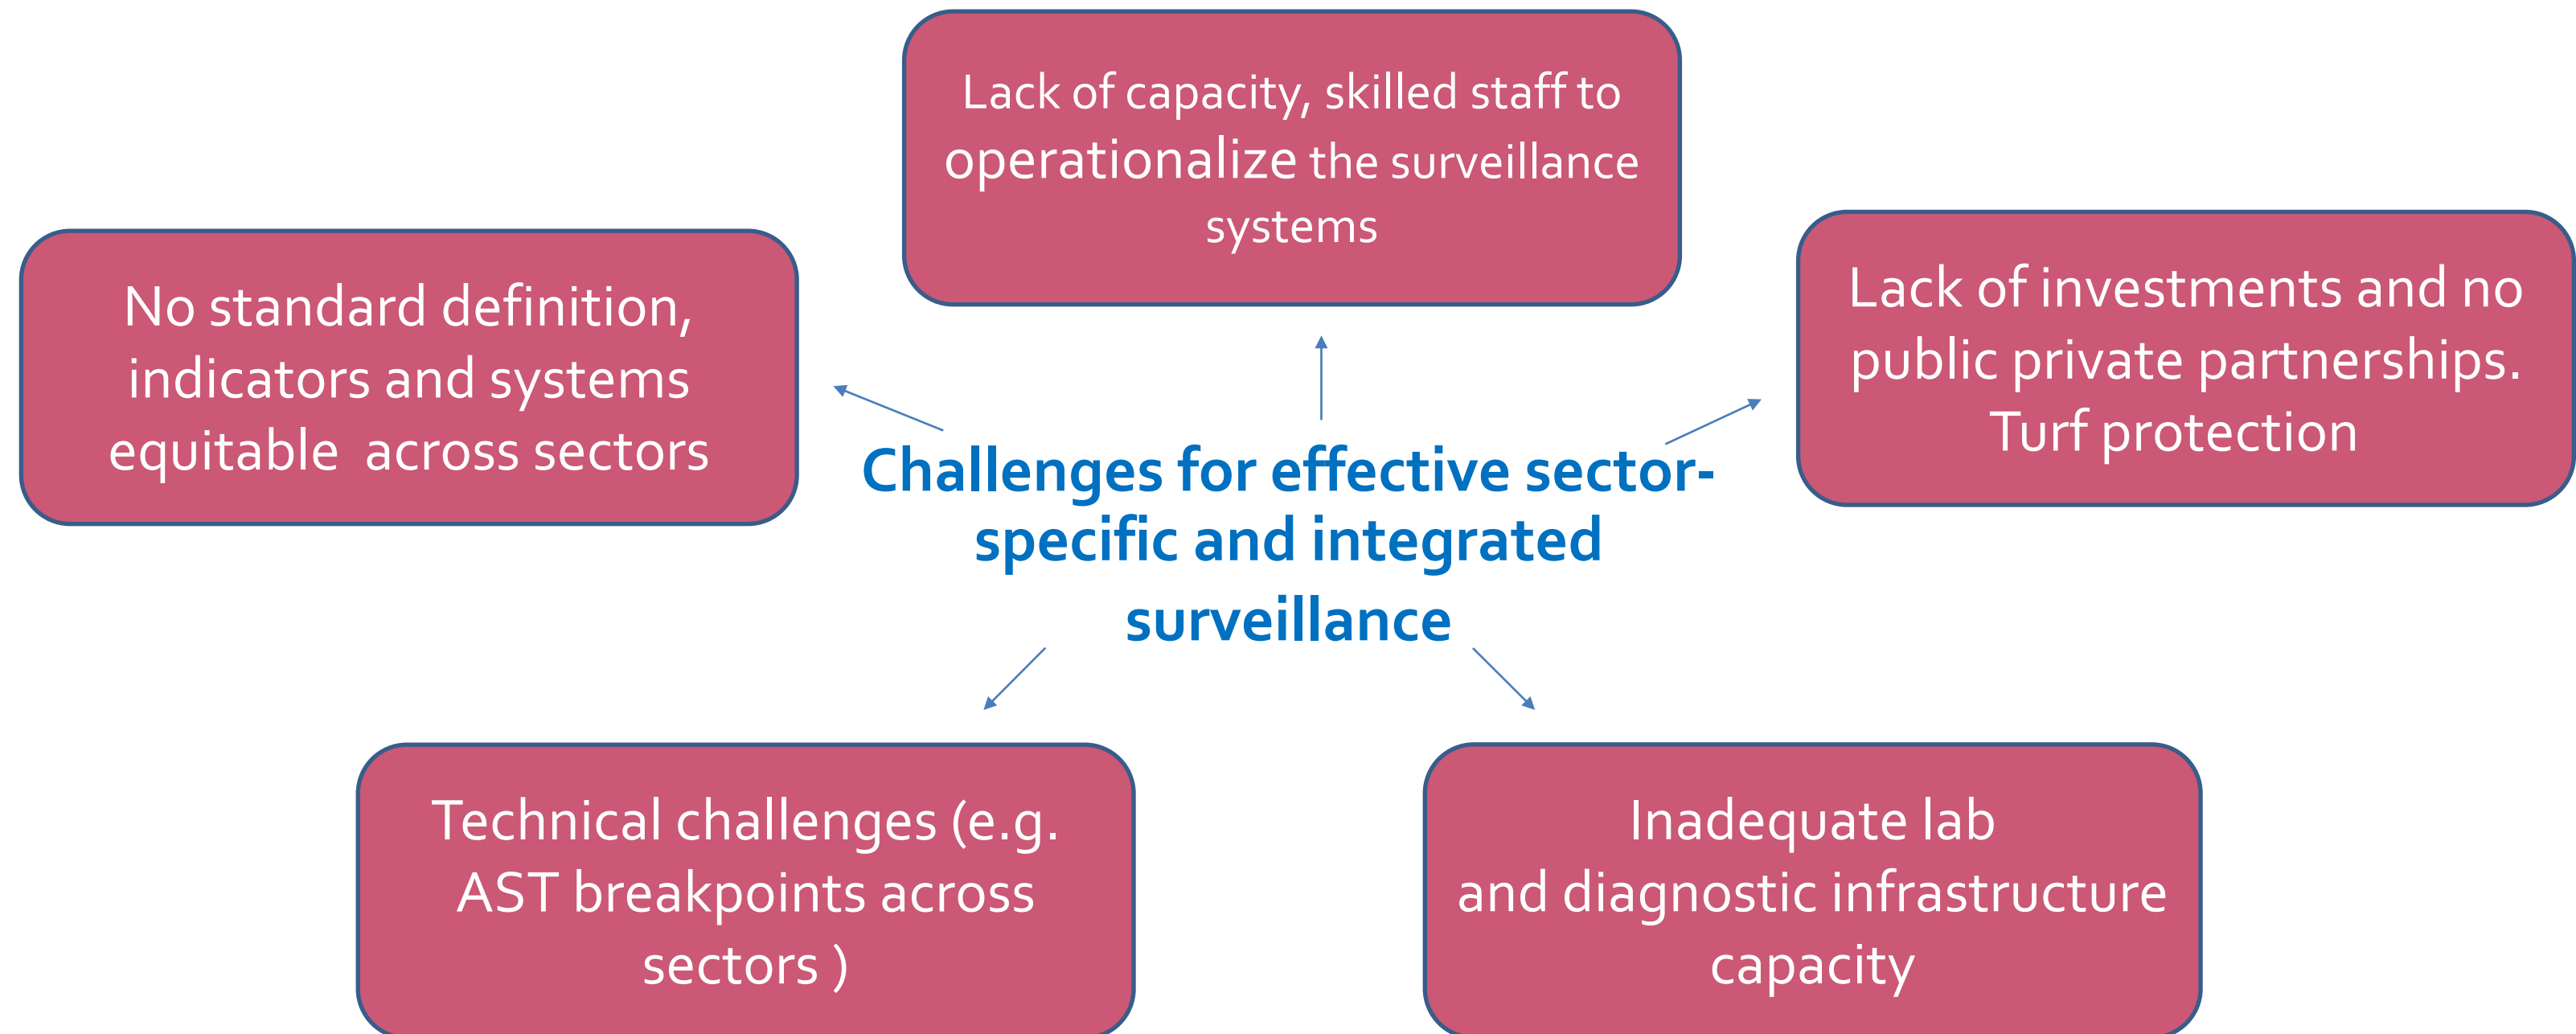 Lack of capacity, skilled staff to
operationalize the surveillance
systems
No standard definition,
indicators and systems
equitable across sectors
Lack of investments and no
public private partnerships.
Turf protection
Challenges for effective sector-
specific and integrated
surveillance
Technical challenges (e.g.
AST breakpoints across
sectors )
Inadequate lab
and diagnostic infrastructure
capacity